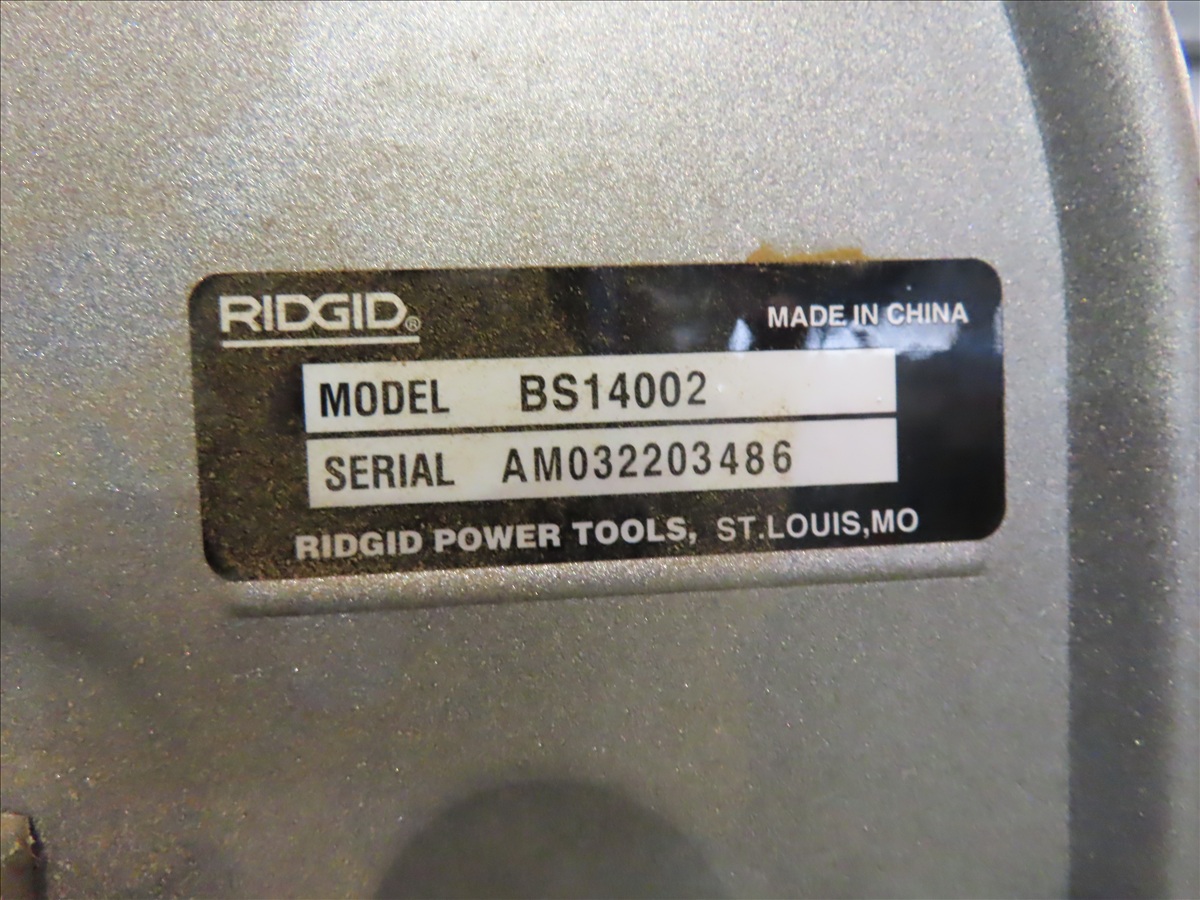 RIDGID®
MADE IN CHINA
MODEL BS14002
SERIAL AM032203486
RIDGID POWER TOOLS, ST.LOUIS,MO